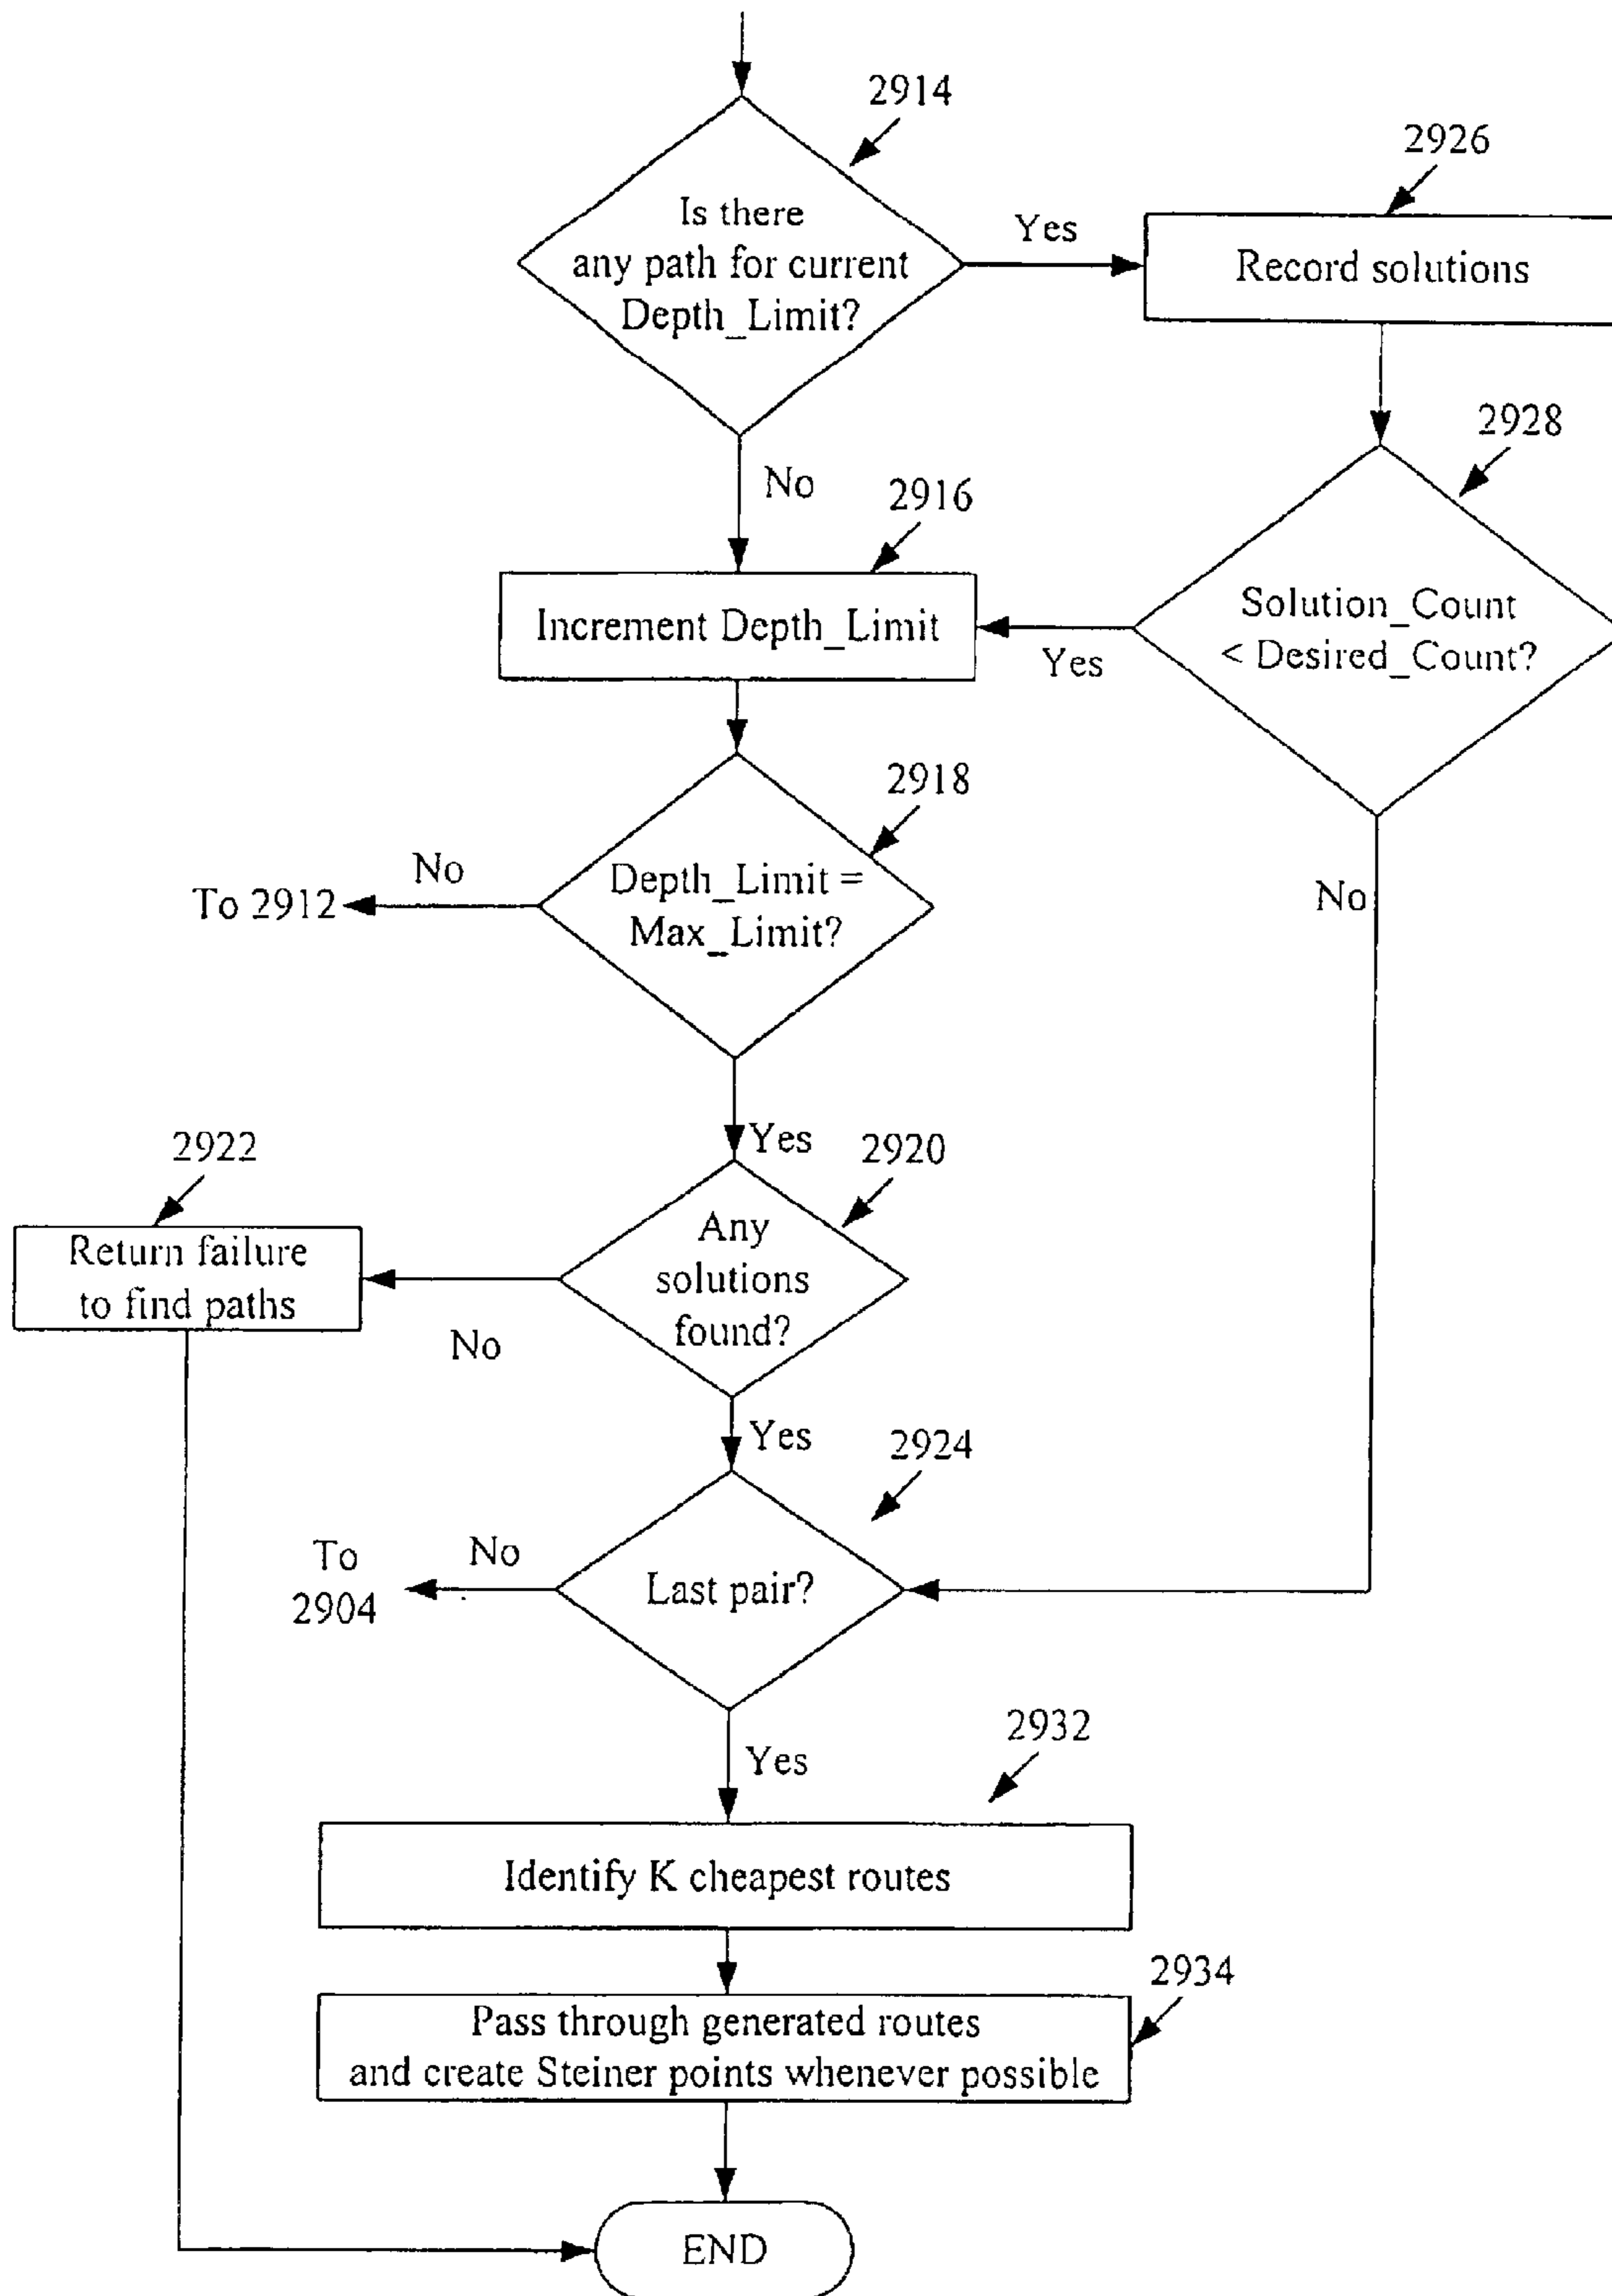 2914
Is there
any path for current
Depth_Limit?
Yes
2926
Record solutions
2928
Solution_Count
< Desired_Count?
Yes
No
No
2916
Increment Depth_Limit
2918
Depth_Limit =
Max_Limit?
No
To 2912
Yes
2920
Any
solutions
found?
2922
Return failure
to find paths
No
Yes
2924
Last pair?
No
To
2904
Yes
2932
Identify K cheapest routes
2934
Pass through generated routes
and create Steiner points whenever possible
END